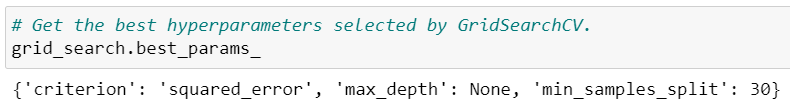 # Get the best hyperparameters selected by GridSearchCV.
grid_search.best_params_
{'criterion': 'squared_error', 'max_depth': None, 'min_samples_split': 30}